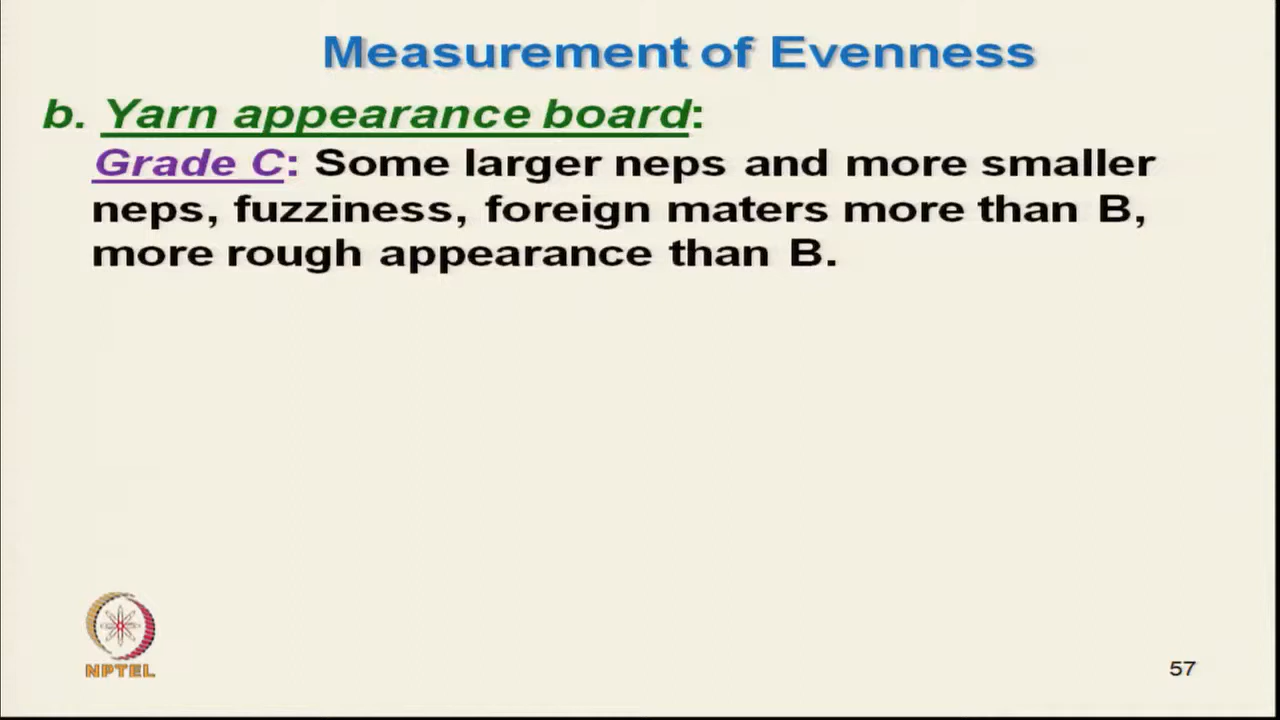 Measurement of Evenness
b. Yarn appearance board:
Grade C: Some larger neps and more smaller
neps, fuzziness, foreign maters more than B,
more rough appearance than B.
NPTEL
57